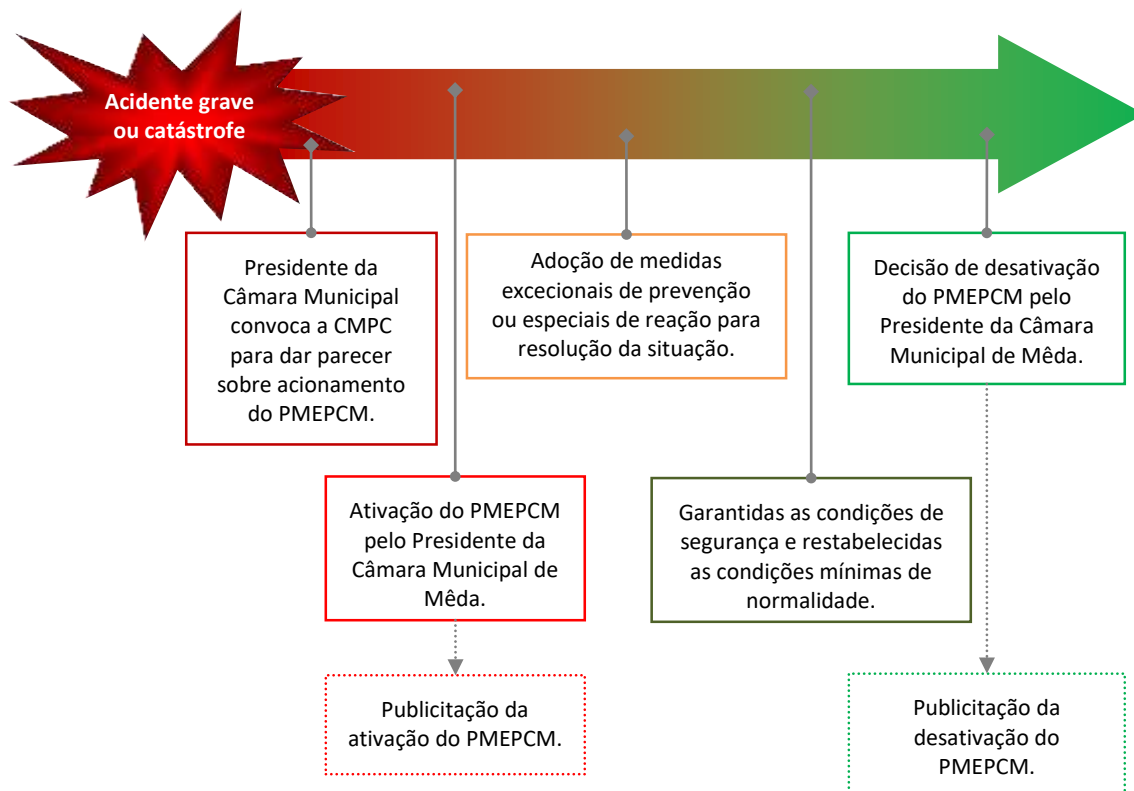 Acidente grave
ou catástrofe
Presidente da
Câmara Municipal
convoca a CMPC
para dar parecer
sobre acionamento
do PMEPCM.
Ativação do PMEPCM
pelo Presidente da
Câmara Municipal de
Mêda.
Publicitação da
ativação do PMEPCM.
Adoção de medidas
excecionais de prevenção
ou especiais de reação para
resolução da situação.
Garantidas as condições de
segurança e restabelecidas
as condições mínimas de
normalidade.
Decisão de desativação
do PMEPCM pelo
Presidente da Câmara
Municipal de Mêda.
Publicitação da
desativação do
PMEPCM.